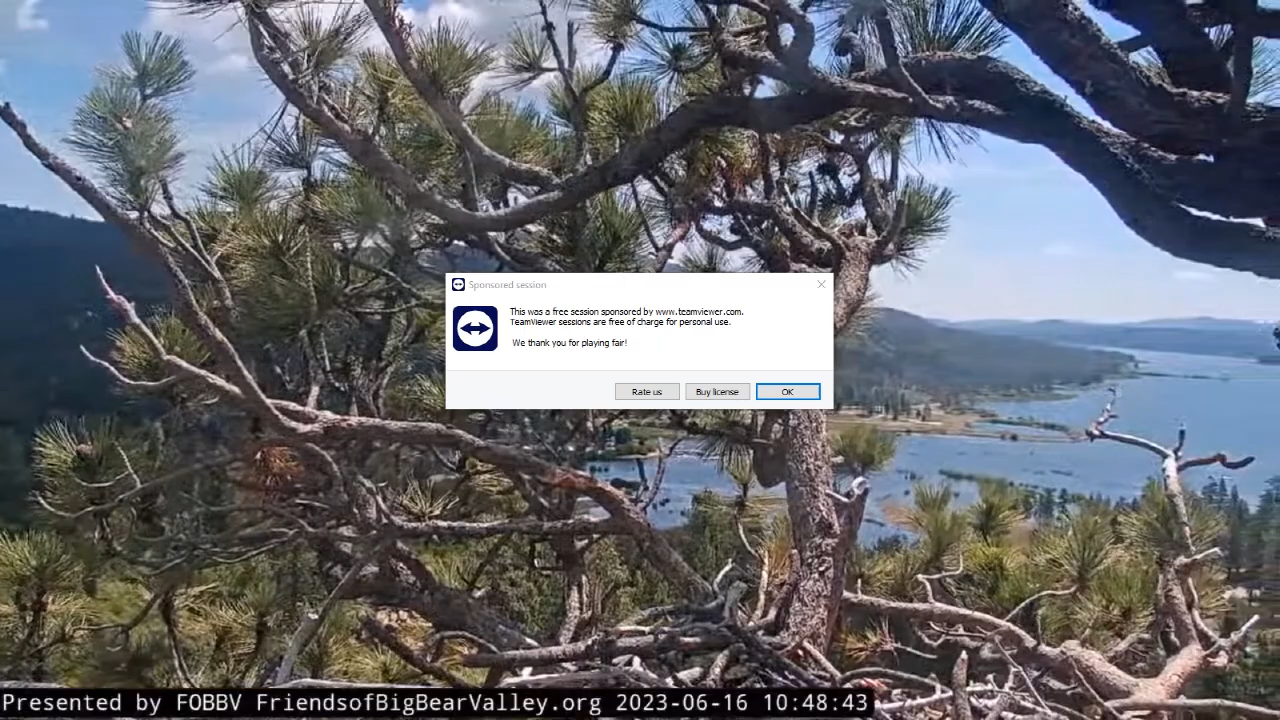 Sponsored session
This was a free session sponsored by www.teamviewer.com.
TeamViewer sessions are free of charge for personal use.
We thank you for playing fair!
Rate us
Buy license
OK
Presented by FOBBV FriendsofBigBearValley.org 2023-06-16 10:48:43